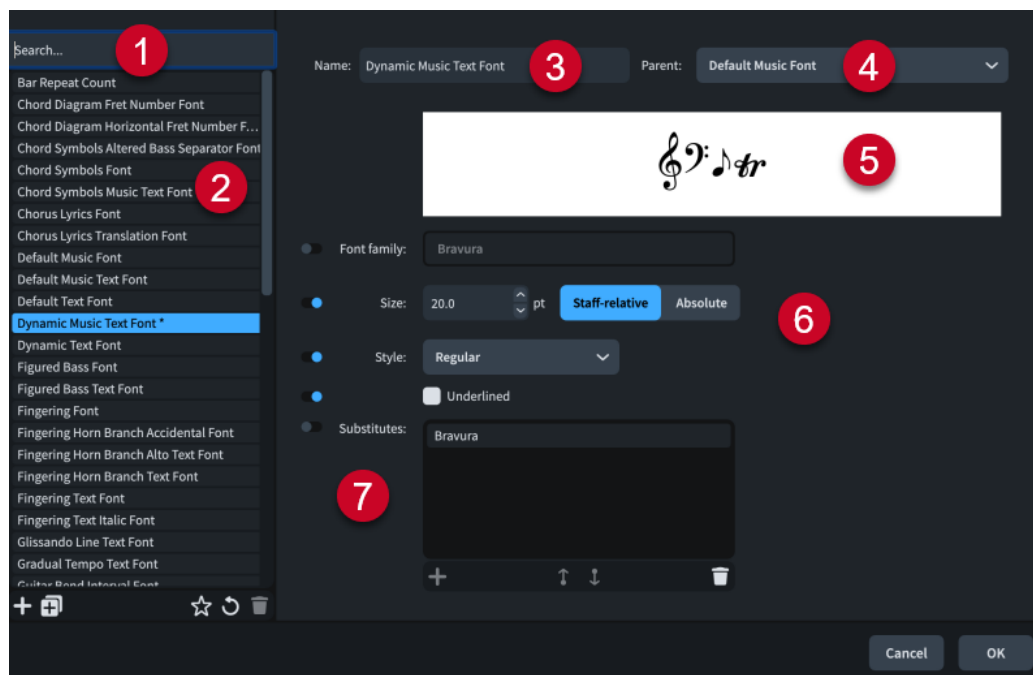 Search...
1
Bar Repeat Count
Chord Diagram Fret Number Font
Chord Diagram Horizontal Fret Number F...
Chord Symbols Altered Bass Separator Font
Chord Symbols Font
Chord Symbols Music Text Font
2
Chorus Lyrics Font
Chorus Lyrics Translation Font
Default Music Font
Default Music Text Font
Default Text Font
Dynamic Music Text Font *
Dynamic Text Font
Figured Bass Font
Figured Bass Text Font
Fingering Font
Fingering Horn Branch Accidental Font
Fingering Horn Branch Alto Text Font
Fingering Horn Branch Text Font
Fingering Text Font
Fingering Text Italic Font
Glissando Line Text Font
Gradual Tempo Text Font
Guitar Bend Interval Font
Name: Dynamic Music Text Font 3 Parent: Default Music Font 4
tr 5
Font family: Bravura
Size: 20.0 pt Staff-relative Absolute
6
Style: Regular
Underlined
Substitutes: Bravura
7
Cancel OK